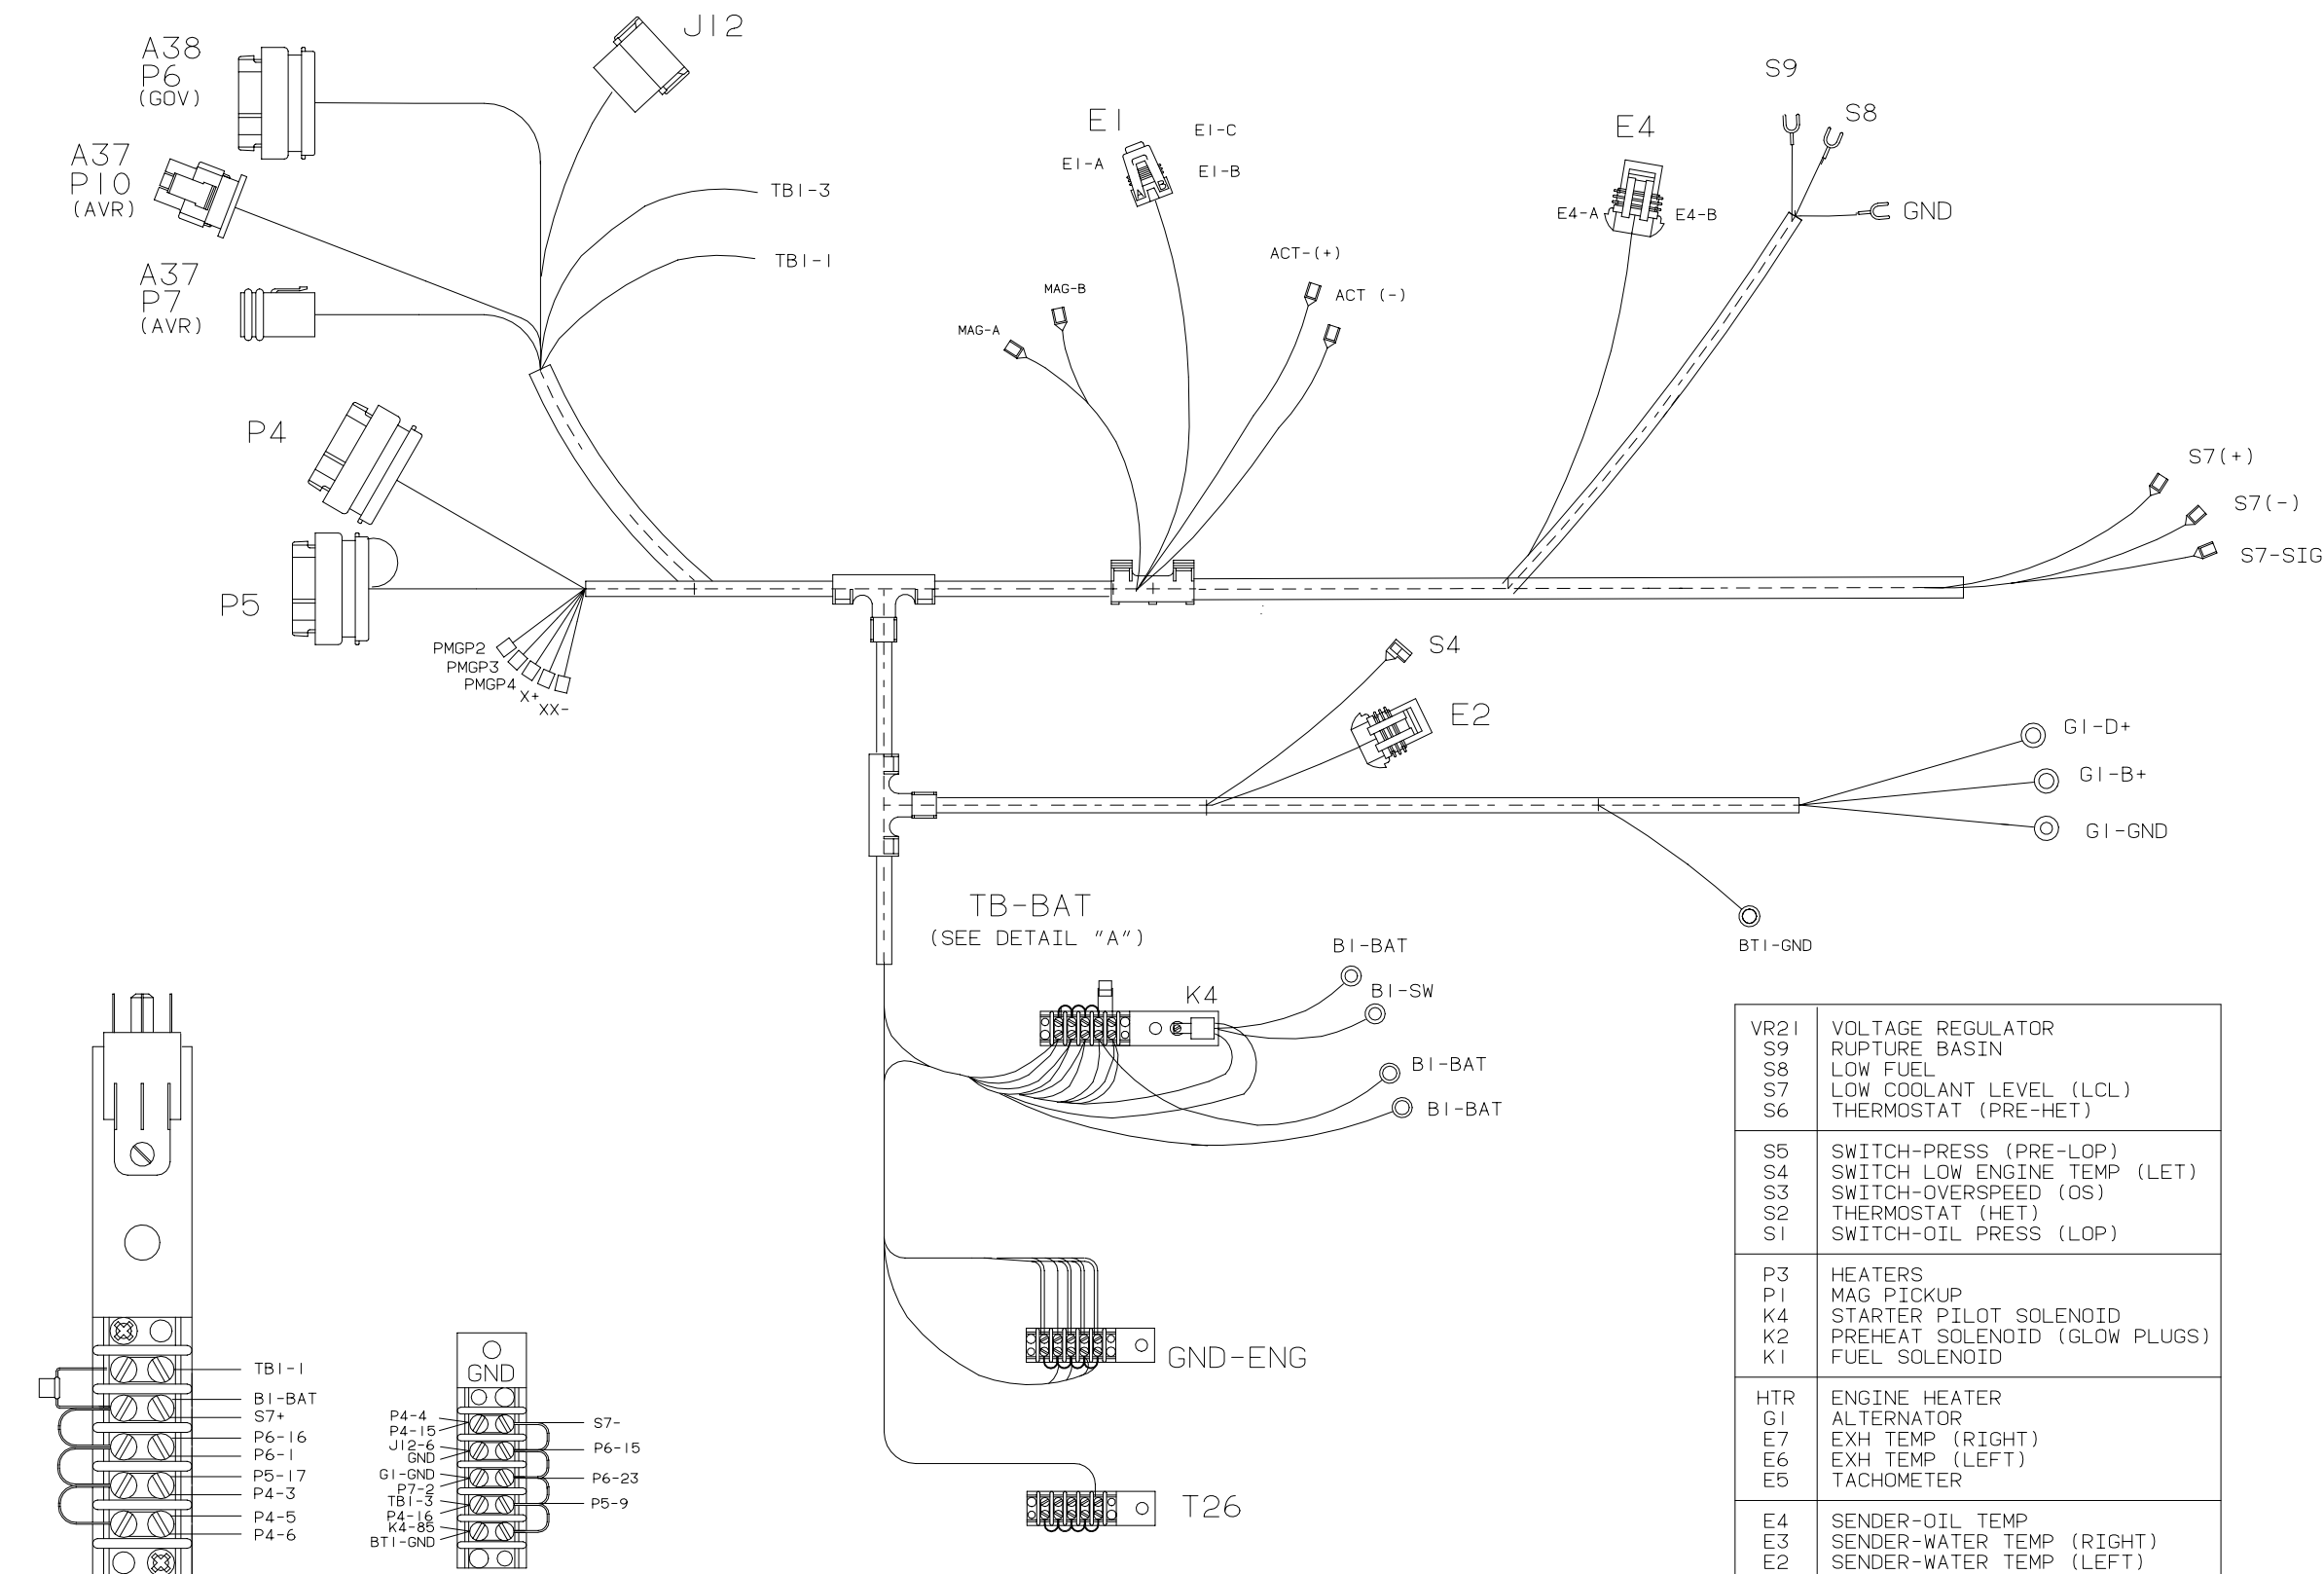 A38
P6
(GOV)
J12
A37
P10
(AVR)
A37
P7
(AVR)
TB1-3
TB1-1
P4
P5
PMGP2
PMGP3
PMGP4
X+
XX-
E1
E1-C
E1-A
E1-B
MAG-B
MAG-A
ACT-(+)
ACT (-)
A
B
E4
E4-A
E4-B
S9
S8
GND
S7(+)
S7(-)
S7-SIG
S4
E2
G1-D+
G1-B+
G1-GND
BT1-GND
TB-BAT
(SEE DETAIL "A")
K4
B1-BAT
B1-SW
B1-BAT
B1-BAT
GND-ENG
T26
TB1-1
B1-BAT
S7+
P6-16
P6-1
P5-17
P4-3
P4-5
P4-6
GND
P4-4
P4-15
J12-6
GND
G1-GND
P7-2
TB1-3
P4-16
K4-85
BT1-GND
S7-
P6-15
P6-23
P5-9
VR21 VOLTAGE REGULATOR
S9 RUPTURE BASIN
S8 LOW FUEL
S7 LOW COOLANT LEVEL (LCL)
S6 THERMOSTAT (PRE-HET)
S5 SWITCH-PRESS (PRE-LOP)
S4 SWITCH LOW ENGINE TEMP (LET)
S3 SWITCH-OVERSPEED (OS)
S2 THERMOSTAT (HET)
S1 SWITCH-OIL PRESS (LOP)
P3 HEATERS
P1 MAG PICKUP
K4 STARTER PILOT SOLENOID
K2 PREHEAT SOLENOID (GLOW PLUGS)
K1 FUEL SOLENOID
HTR ENGINE HEATER
G1 ALTERNATOR
E7 EXH TEMP (RIGHT)
E6 EXH TEMP (LEFT)
E5 TACHOMETER
E4 SENDER-OIL TEMP
E3 SENDER-WATER TEMP (RIGHT)
E2 SENDER-WATER TEMP (LEFT)